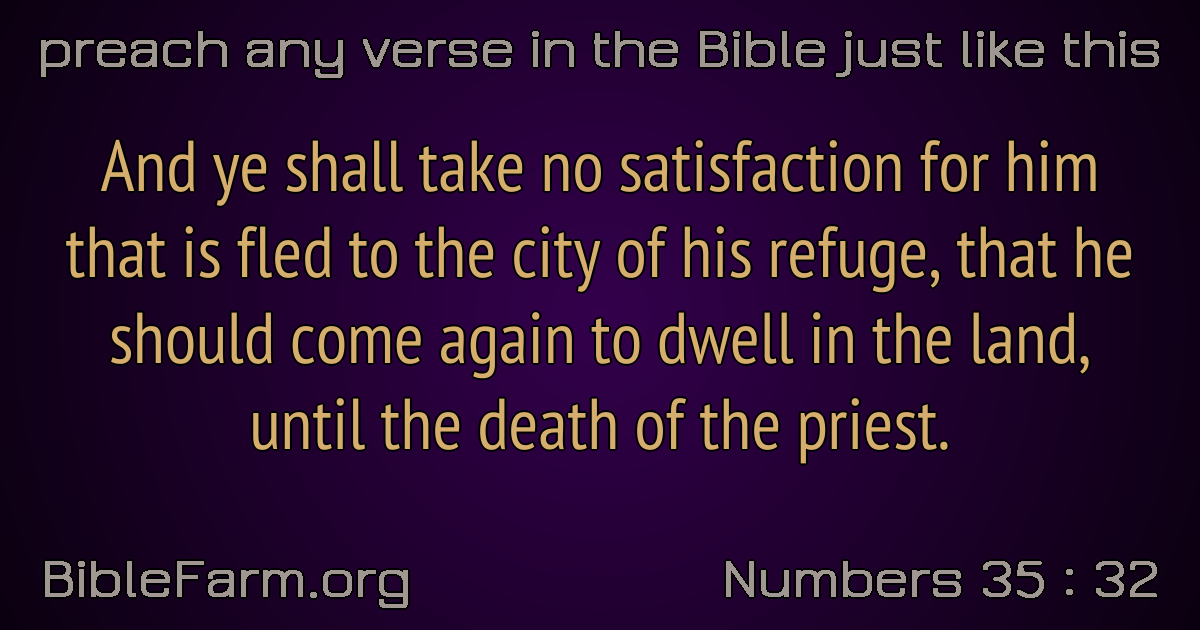 preach any verse in the Bible just like this
And ye shall take no satisfaction for him
that is fled to the city of his refuge, that he
should come again to dwell in the land,
until the death of the priest.
BibleFarm.org
Numbers 35 : 32